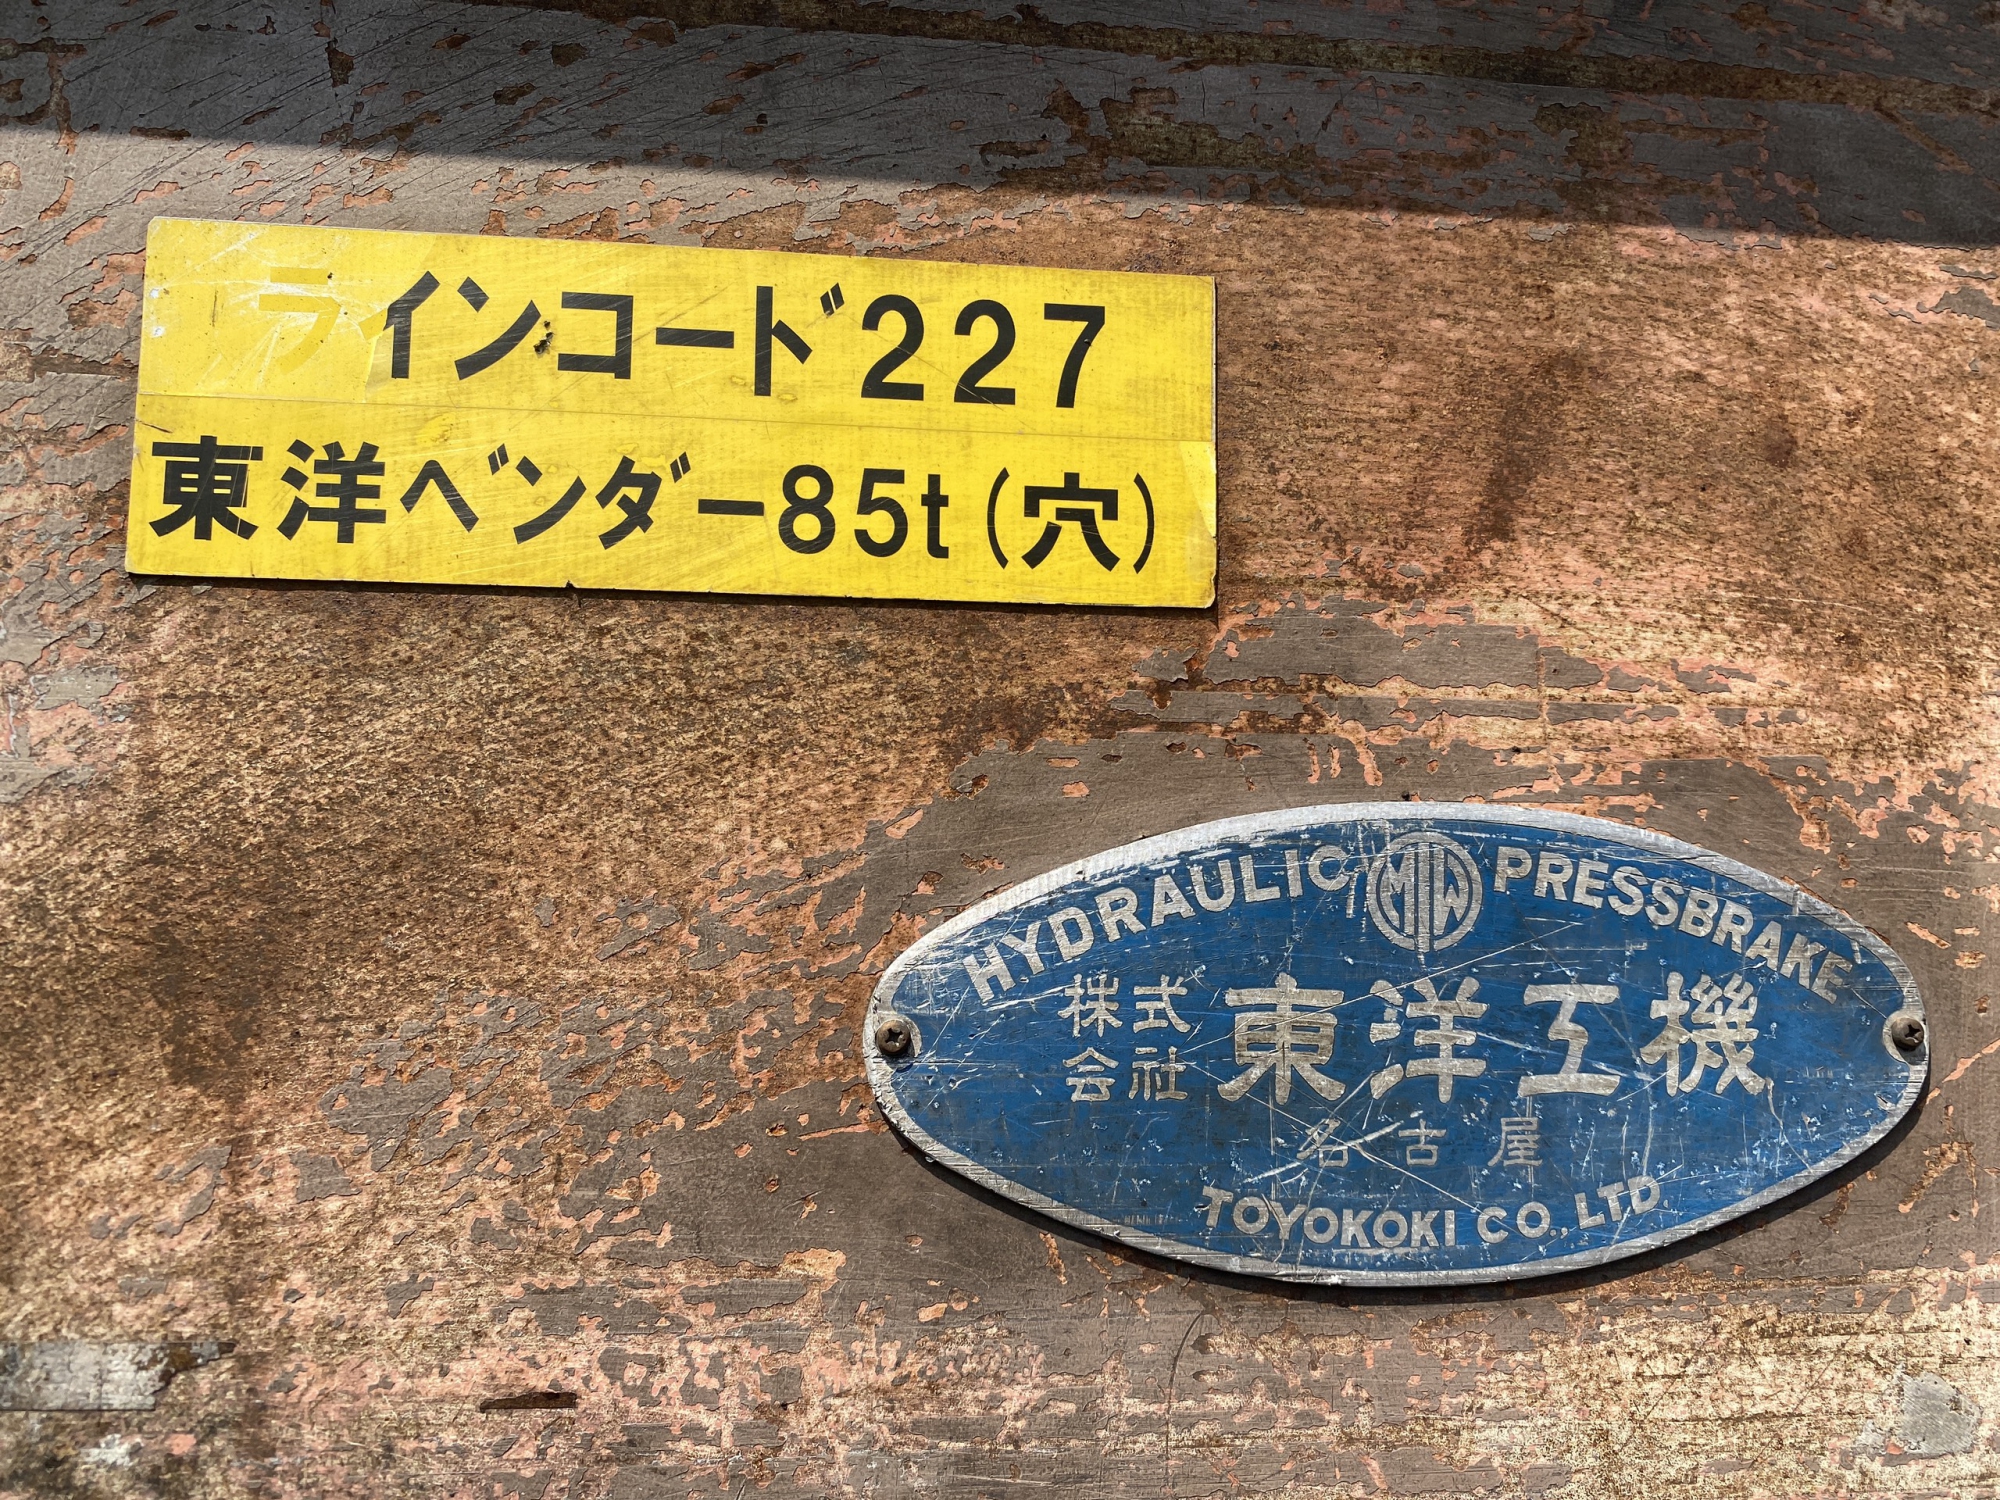 ラインコード227
東洋ベンダー85t(穴)
HYDRAULIC MTW PRESSBRAKE
株式会社 東洋工機
名古屋
TOYOKOKI CO., LTD.